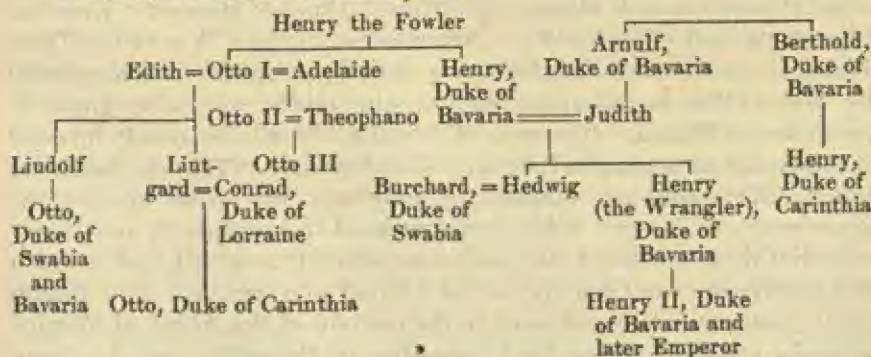 Henry the Fowler
Arnulf, Duke of Bavaria
Berthold, Duke of Bavaria
Edith = Otto I = Adelaide
Henry, Duke of Bavaria = Judith
Otto II = Theophano
Liudolf
Liut-gard = Conrad, Duke of Lorraine
Otto III
Burchard, Duke of Swabia = Hedwig
Henry (the Wrangler), Duke of Bavaria
Henry, Duke of Carinthia
Otto, Duke of Swabia and Bavaria
Otto, Duke of Carinthia
Henry II, Duke of Bavaria and later Emperor